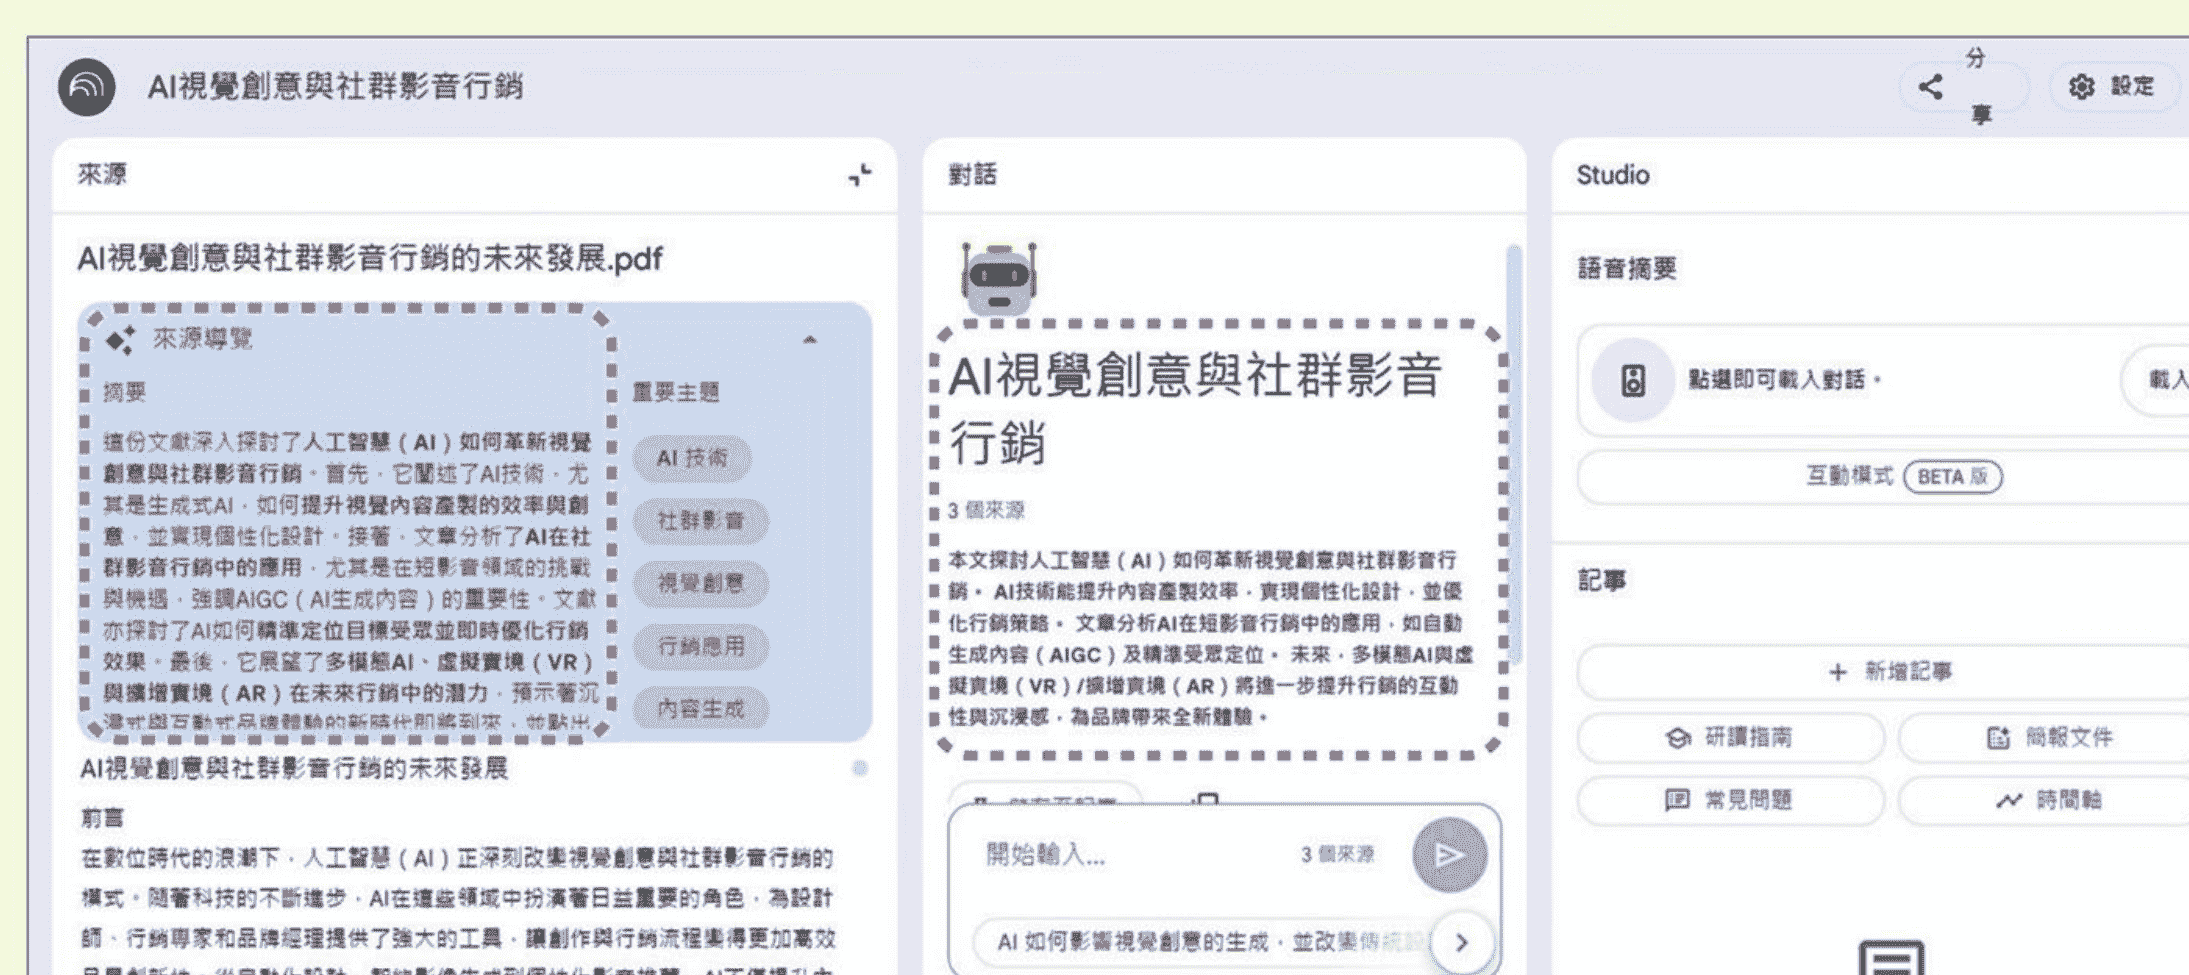 AI視覺創意與社群影音行銷
分享
設定
來源
AI視覺創意與社群影音行銷的未來發展.pdf
來源導覽
摘要
這份文獻深入探討了人工智慧（AI）如何革新視覺
創意與社群影音行銷。首先，它闡述了AI技術，尤
其是生成式AI，如何提升視覺內容產製的效率與創
意，並實現個性化設計。接著，文章分析了AI在社
群影音行銷中的應用，尤其是在短影音領域的挑戰
與機遇，強調AIGC（AI生成內容）的重要性。文獻
亦探討了AI如何精準定位目標受眾並即時優化行銷
效果。最後，它展望了多模態AI、虛擬實境（VR）
與擴增實境（AR）在未來行銷中的潛力，預示著沉
浸式與互動式品牌體驗的新時代即將到來，並點出
重要主題
AI 技術
社群影音
視覺創意
行銷應用
內容生成
AI視覺創意與社群影音行銷的未來發展
前言
在數位時代的浪潮下，人工智慧（AI）正深刻改變視覺創意與社群影音行銷的
模式。隨著科技的不斷進步，AI在這些領域中扮演著日益重要的角色，為設計
師、行銷專家和品牌經理提供了強大的工具，讓創作與行銷流程變得更加高效
對話
AI視覺創意與社群影音
行銷
3 個來源
本文探討人工智慧（AI）如何革新視覺創意與社群影音行
銷。 AI技術能提升內容產製效率，實現個性化設計，並優
化行銷策略。 文章分析AI在短影音行銷中的應用，如自動
生成內容（AIGC）及精準受眾定位。 未來，多模態AI與虛
擬實境（VR）/擴增實境（AR）將進一步提升行銷的互動
性與沉浸感，為品牌帶來全新體驗。
開始輸入...
3 個來源
AI 如何影響視覺創意的生成，並改變傳統設
Studio
語音摘要
點選即可載入對話。
載入
互動模式 BETA 版
記事
+ 新增記事
研讀指南
簡報文件
常見問題
時間軸